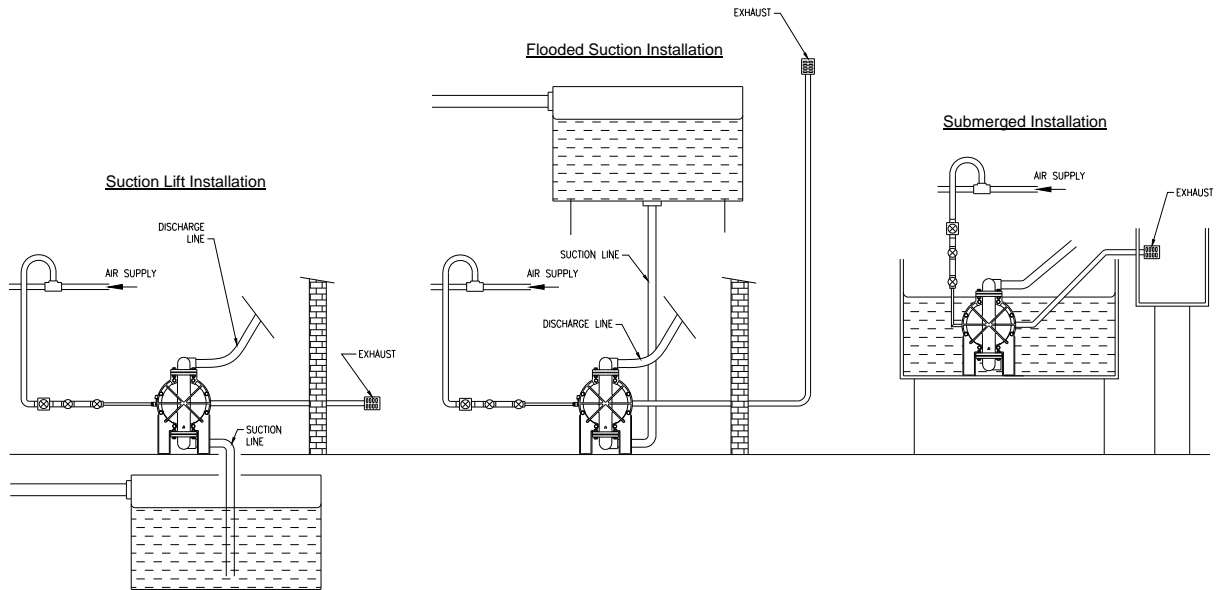 Suction Lift Installation
DISCHARGE
LINE
AIR SUPPLY
EXHAUST
SUCTION
LINE
Flooded Suction Installation
EXHAUST
SUCTION LINE
AIR SUPPLY
DISCHARGE LINE
Submerged Installation
AIR SUPPLY
EXHAUST